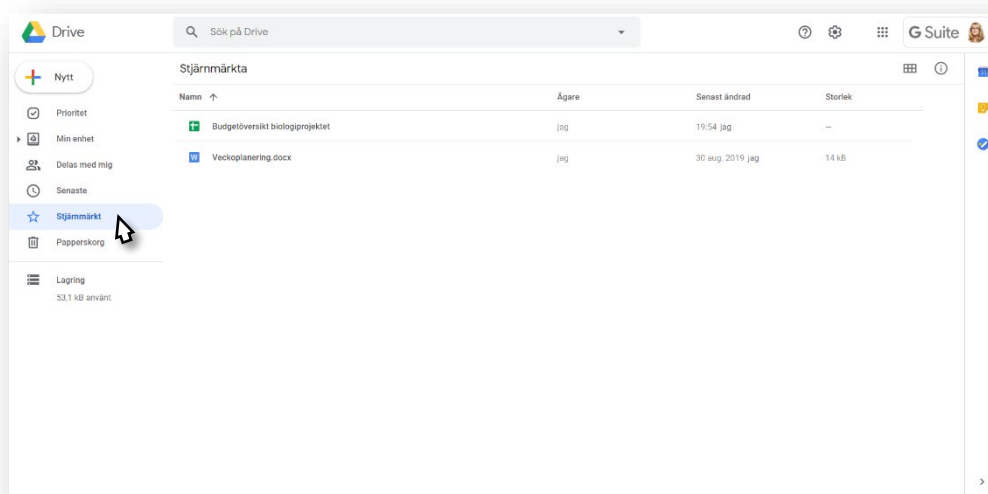 Drive
Sök på Drive
G Suite
Nytt
Stjärnmärkta
Namn
Ägare
Senast ändrad
Storlek
Prioritet
Budgetöversikt biologiprojektet
jag
19:54 jag
–
Min enhet
Veckoplanering.docx
jag
30 aug. 2019 jag
14 kB
Delas med mig
Senaste
Stjärnmärkt
Papperskorg
Lagring
53,1 kB använt
31